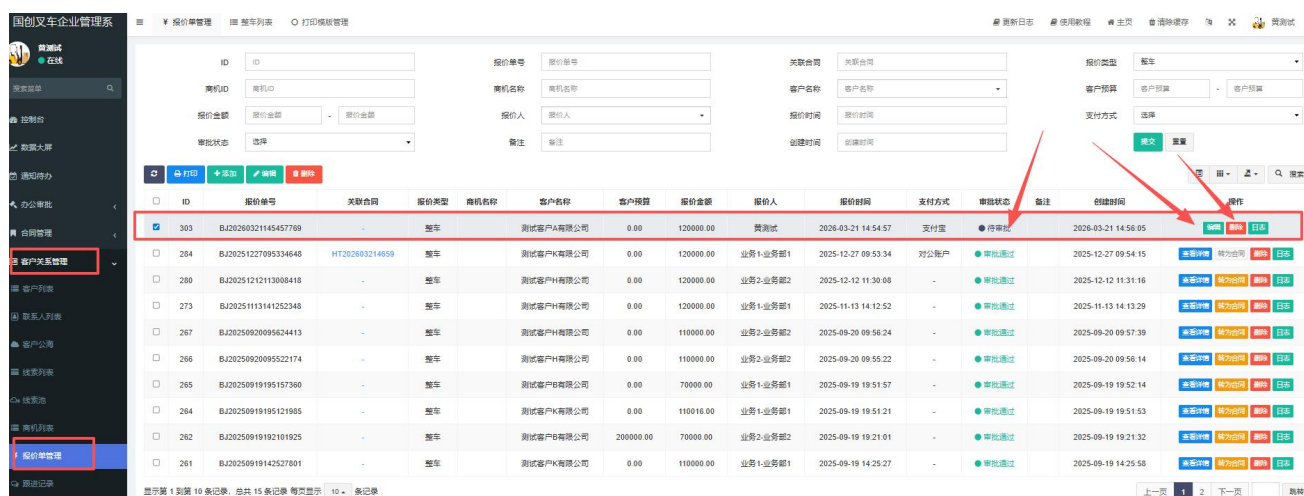 国创叉车企业管理系
¥ 报价单管理 整车列表 打印模版管理 更新日志 使用教程 主页 清除缓存 黄测试
黄测试
在线
搜索菜单
控制台
数据大屏
通知待办
办公审批
合同管理
客户关系管理
客户列表
联系人列表
客户公海
线索列表
线索池
商机列表
报价单管理
跟进记录
ID ID 报价单号 报价单号 关联合同 关联合同 报价类型 整车
商机ID 商机ID 商机名称 商机名称 客户名称 客户名称 客户预算 客户预算 - 客户预算
报价金额 报价金额 - 报价金额 报价人 报价人 报价时间 报价时间 支付方式 选择
审批状态 选择 备注 备注 创建时间 创建时间 提交 重置
打印 添加 编辑 删除 搜索
ID 报价单号 关联合同 报价类型 商机名称 客户名称 客户预算 报价金额 报价人 报价时间 支付方式 审批状态 备注 创建时间 操作
303 BJ20260321145457769 - 整车 测试客户A有限公司 0.00 120000.00 黄测试 2026-03-21 14:54:57 支付宝 待审批 2026-03-21 14:56:05 编辑 删除 日志
284 BJ20251227095334648 HT202603214659 整车 测试客户K有限公司 0.00 120000.00 业务1-业务部1 2025-12-27 09:53:34 对公账户 审批通过 2025-12-27 09:54:15 查看详情 转为合同 删除 日志
280 BJ20251212113008418 - 整车 测试客户H有限公司 0.00 120000.00 业务2-业务部2 2025-12-12 11:30:08 - 审批通过 2025-12-12 11:31:16 查看详情 转为合同 删除 日志
273 BJ20251113141252348 - 整车 测试客户H有限公司 0.00 120000.00 业务1-业务部1 2025-11-13 14:12:52 - 审批通过 2025-11-13 14:13:29 查看详情 转为合同 删除 日志
267 BJ20250920095624413 - 整车 测试客户H有限公司 0.00 110000.00 业务2-业务部2 2025-09-20 09:56:24 - 审批通过 2025-09-20 09:57:39 查看详情 转为合同 删除 日志
266 BJ20250920095522174 - 整车 测试客户H有限公司 0.00 110000.00 业务2-业务部2 2025-09-20 09:55:22 - 审批通过 2025-09-20 09:56:14 查看详情 转为合同 删除 日志
265 BJ20250919195157360 - 整车 测试客户B有限公司 0.00 70000.00 业务1-业务部1 2025-09-19 19:51:57 - 审批通过 2025-09-19 19:52:14 查看详情 转为合同 删除 日志
264 BJ20250919195121985 - 整车 测试客户K有限公司 0.00 110016.00 业务1-业务部1 2025-09-19 19:51:21 - 审批通过 2025-09-19 19:51:53 查看详情 转为合同 删除 日志
262 BJ20250919192101925 - 整车 测试客户B有限公司 200000.00 70000.00 业务2-业务部2 2025-09-19 19:21:01 - 审批通过 2025-09-19 19:21:32 查看详情 转为合同 删除 日志
261 BJ20250919142527801 - 整车 测试客户K有限公司 0.00 110000.00 业务1-业务部1 2025-09-19 14:25:27 - 审批通过 2025-09-19 14:25:58 查看详情 转为合同 删除 日志
显示第 1 到第 10 条记录，总共 15 条记录 每页显示 10 条记录 上一页 1 2 下一页 跳转